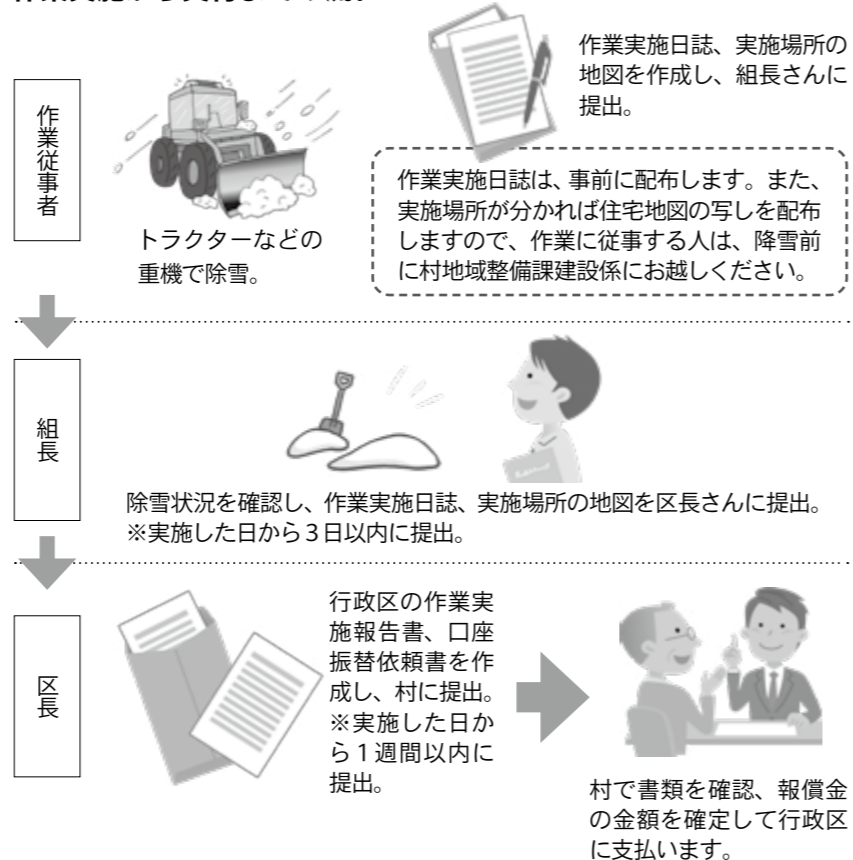 作業従事者
トラクターなどの
重機で除雪。
作業実施日誌、実施場所の
地図を作成し、組長さんに
提出。
作業実施日誌は、事前に配布します。また、
実施場所が分かれば住宅地図の写しを配布
しますので、作業に従事する人は、降雪前
に村地域整備課建設係にお越しください。
組長
除雪状況を確認し、作業実施日誌、実施場所の地図を区長さんに提出。
※実施した日から３日以内に提出。
区長
行政区の作業実
施報告書、口座
振替依頼書を作
成し、村に提出。
※実施した日か
ら１週間以内に
提出。
村で書類を確認、報償金
の金額を確定して行政区
に支払います。